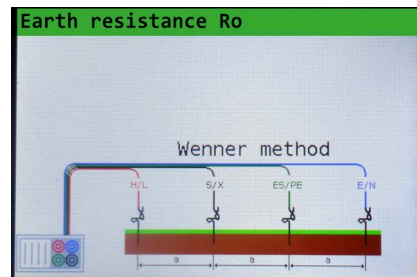 Earth resistance Ro
Wenner method
H/L S/X ES/PE E/N
a a a